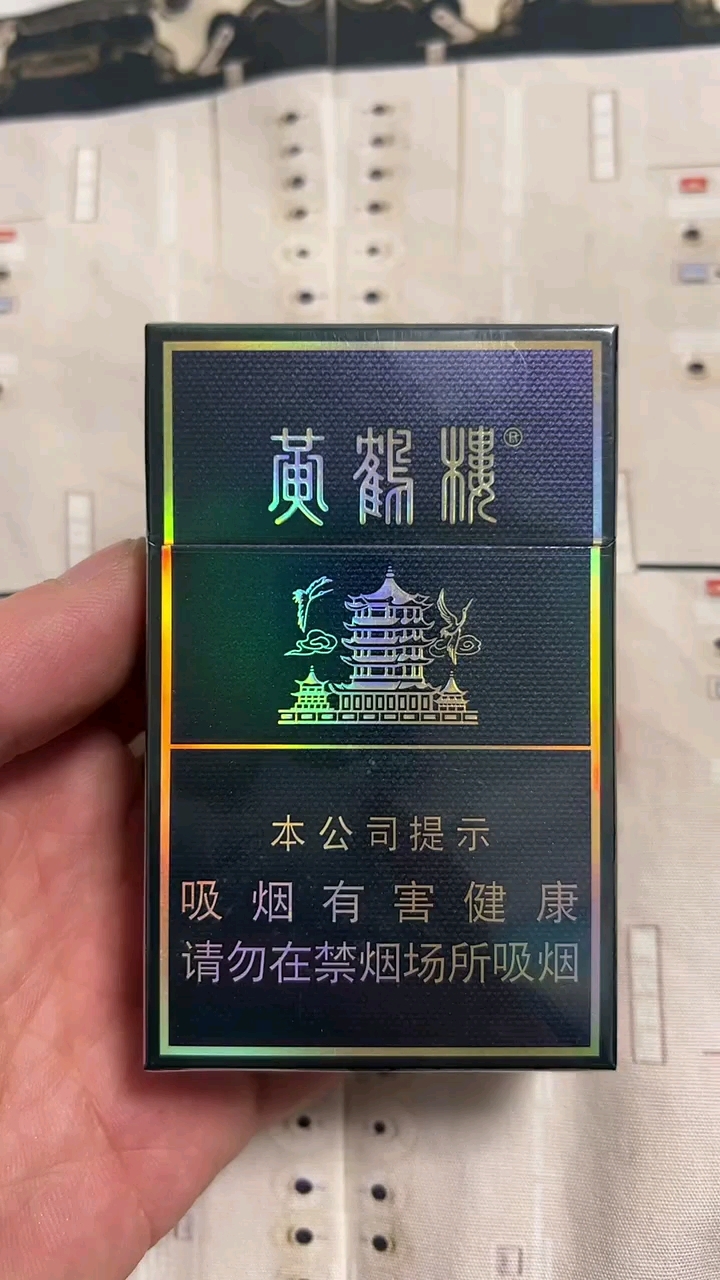 黄鹤楼®
本公司提示
吸烟有害健康
请勿在禁烟场所吸烟